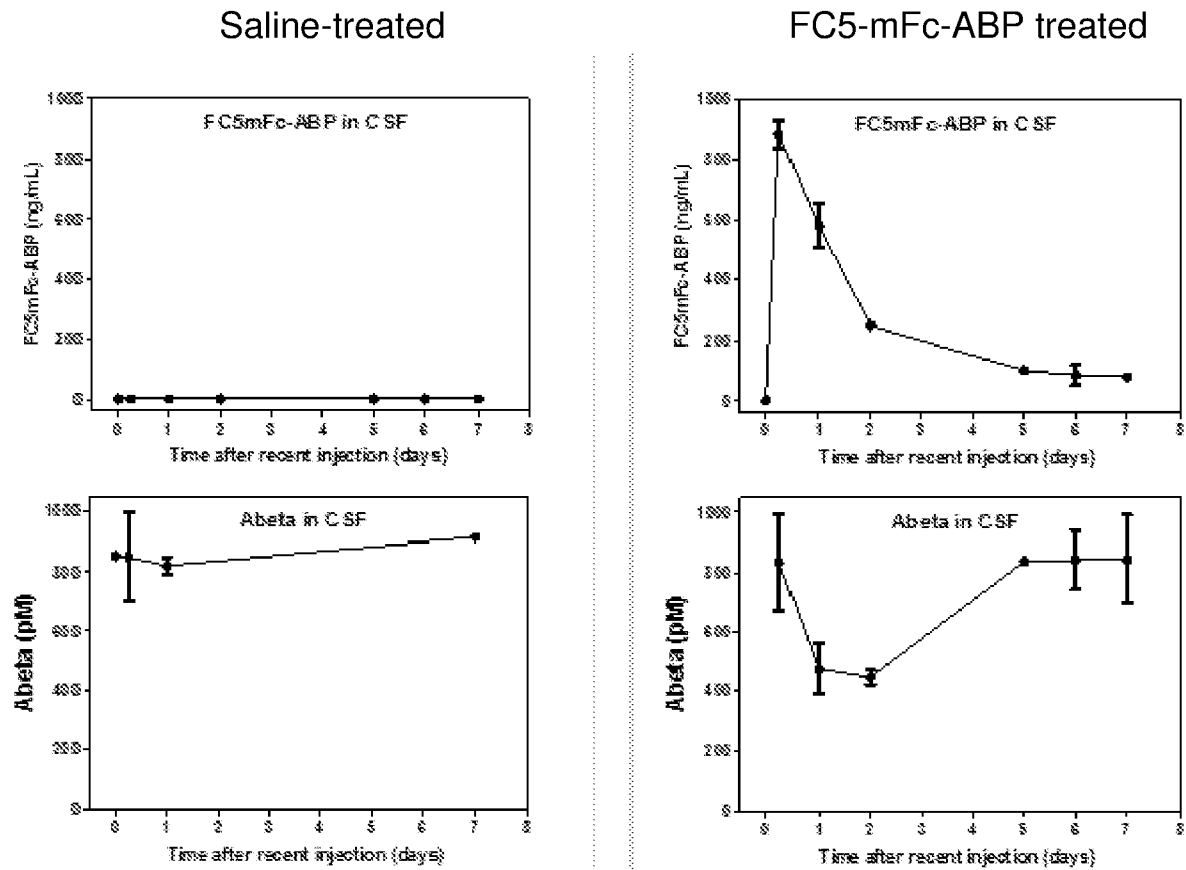 Saline-treated
FC5-mFc-ABP treated
1000
FC5mFc-ABP in CSF
800
600
400
200
0
FC5mFc-ABP (ng/mL)
0 1 2 3 4 5 6 7 8
Time after recent injection (days)
1000
FC5mFc-ABP in CSF
800
600
400
200
0
FC5mFc-ABP (ng/mL)
0 1 2 3 4 5 6 7 8
Time after recent injection (days)
1000
Abeta in CSF
800
600
400
200
0
Abeta (pM)
0 1 2 3 4 5 6 7 8
Time after recent injection (days)
1000
Abeta in CSF
800
600
400
200
0
Abeta (pM)
0 1 2 3 4 5 6 7 8
Time after recent injection (days)